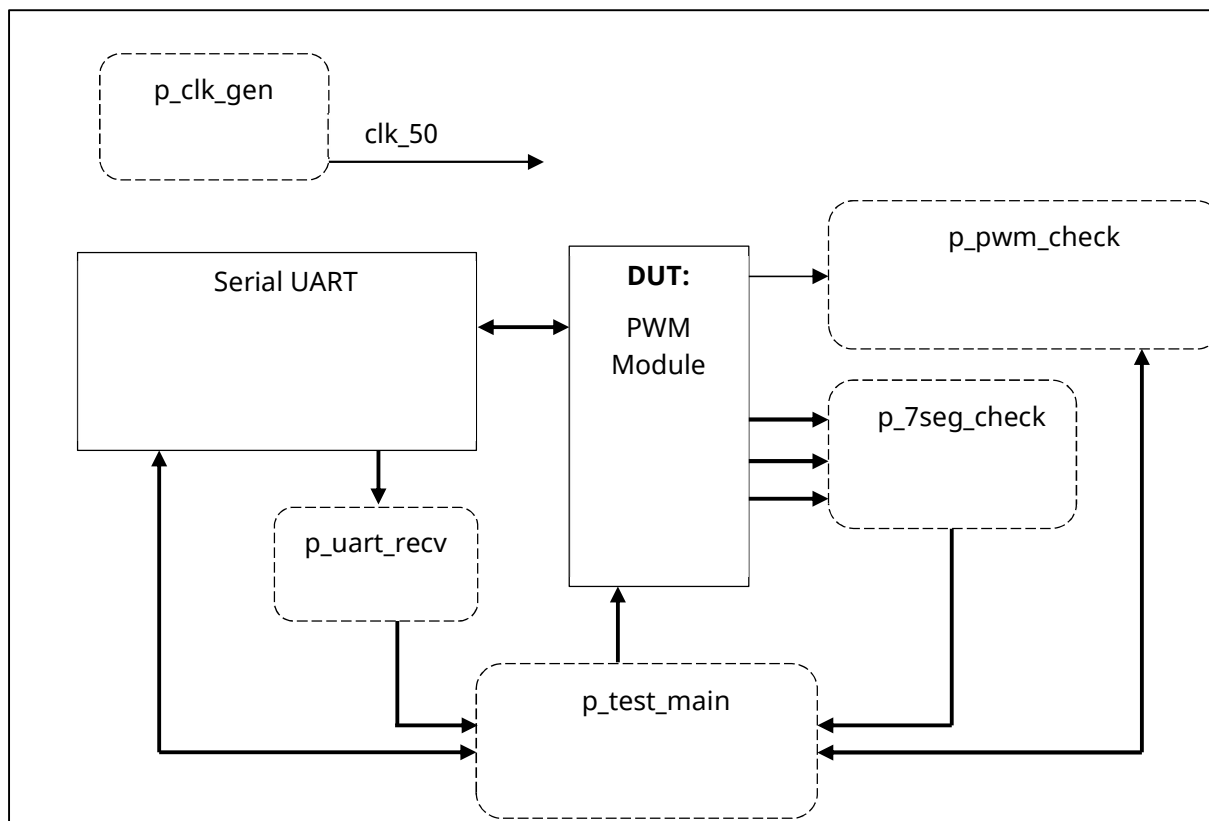 p_clk_gen
clk_50
p_pwm_check
Serial UART
DUT:
PWM
Module
p_7seg_check
p_uart_recv
p_test_main